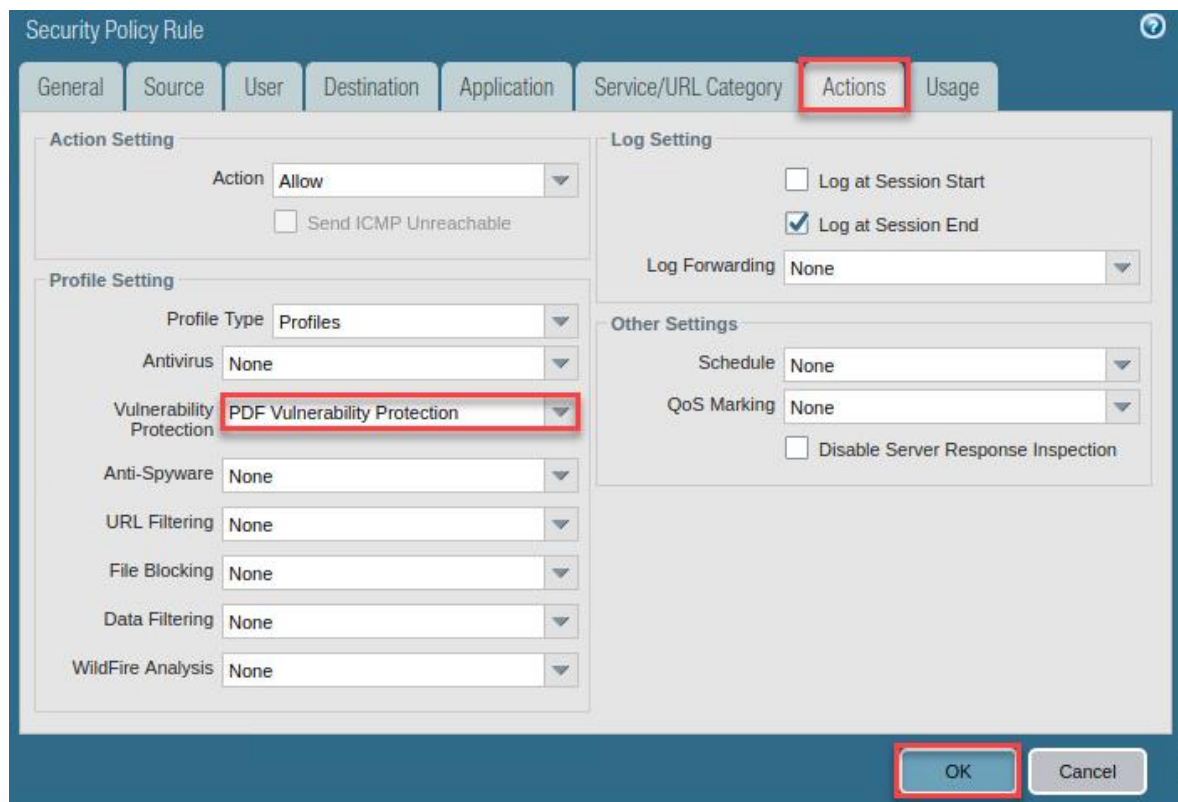 Security Policy Rule
?
General Source User Destination Application Service/URL Category Actions Usage
Action Setting
Action Allow
Send ICMP Unreachable
Profile Setting
Profile Type Profiles
Antivirus None
Vulnerability
Protection
PDF Vulnerability Protection
Anti-Spyware None
URL Filtering None
File Blocking None
Data Filtering None
WildFire Analysis None
Log Setting
Log at Session Start
Log at Session End
Log Forwarding None
Other Settings
Schedule None
QoS Marking None
Disable Server Response Inspection
OK Cancel